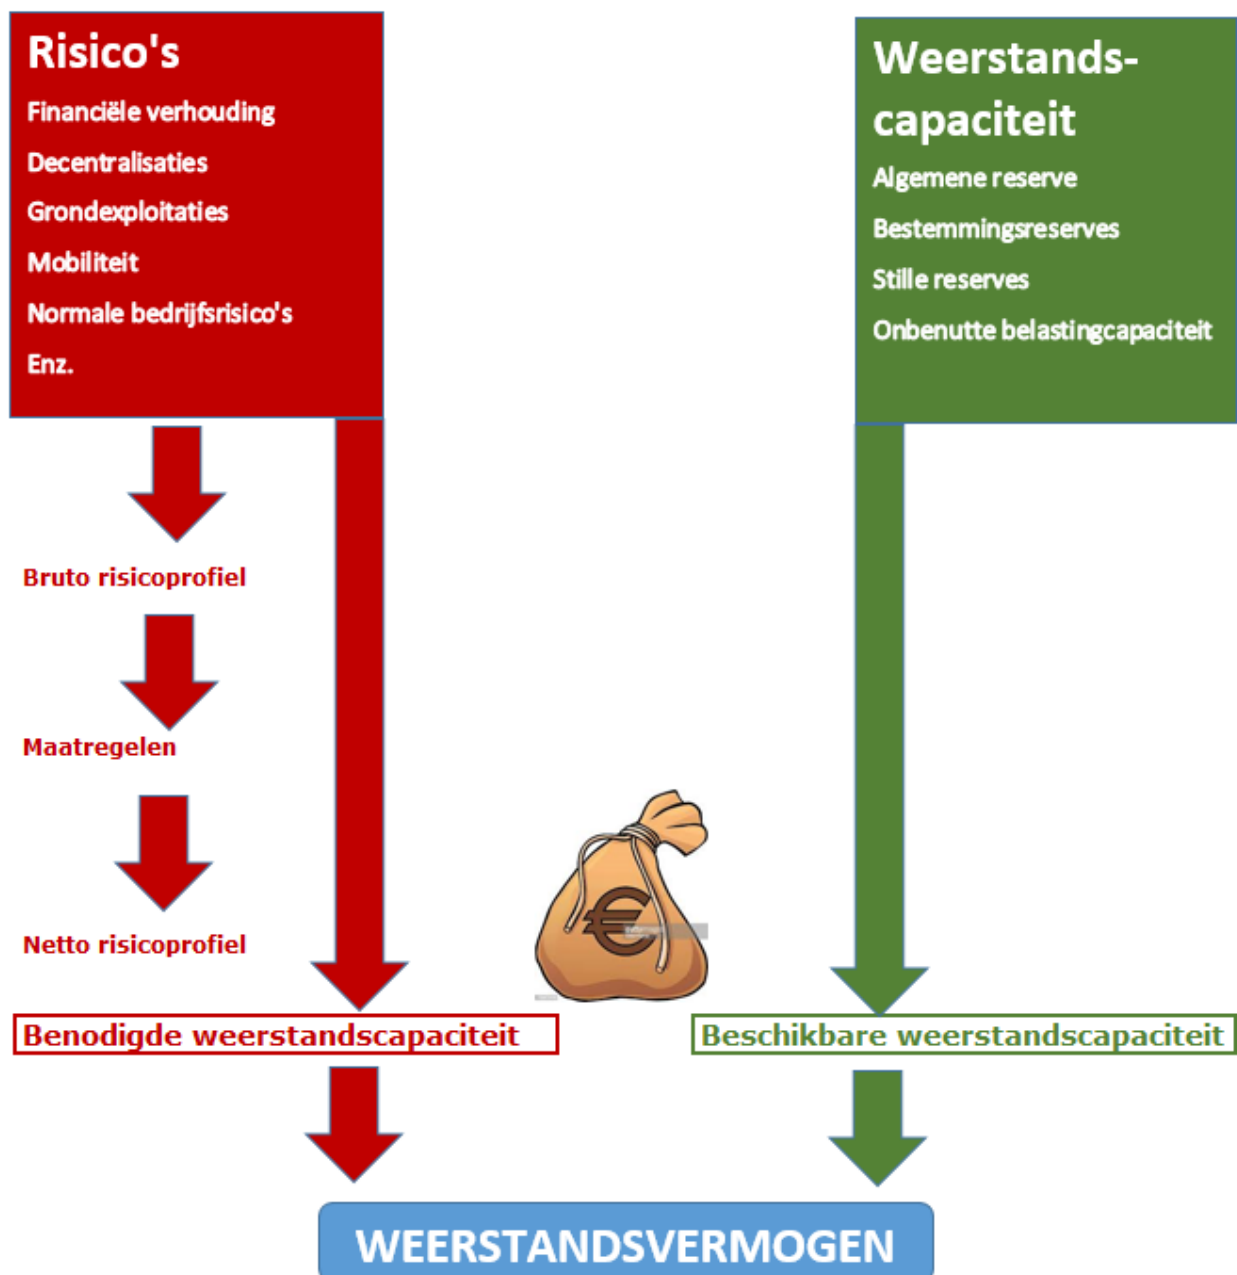 Risico's
Financiële verhouding
Decentralisaties
Grondexploitaties
Mobiliteit
Normale bedrijfsrisico's
Enz.
Weerstands-
capaciteit
Algemene reserve
Bestemmingsreserves
Stille reserves
Onbenutte belastingcapaciteit
Bruto risicoprofiel
Maatregelen
Netto risicoprofiel
€
Benodigde weerstandscapaciteit
Beschikbare weerstandscapaciteit
WEERSTANDSVERMOGEN